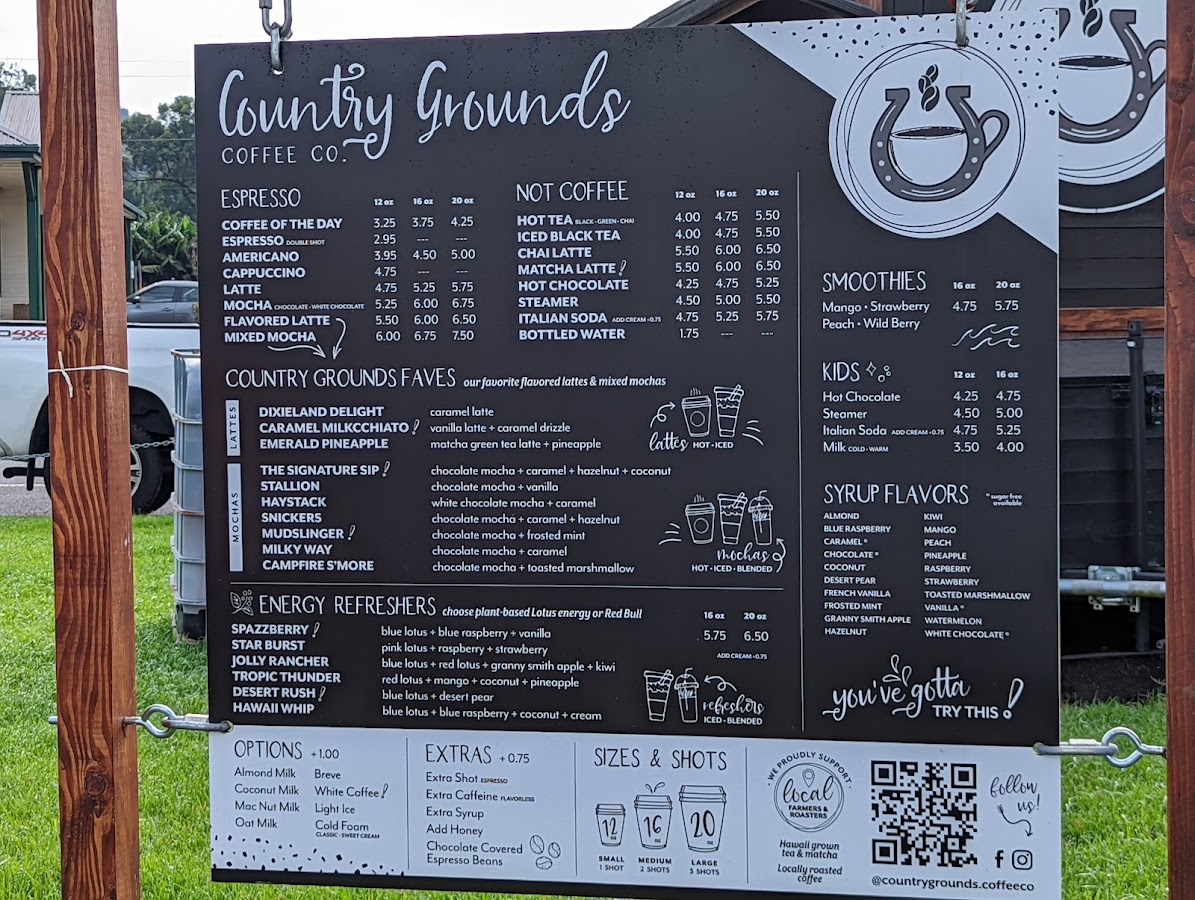 Country Grounds
COFFEE CO.
ESPRESSO 12 oz 16 oz 20 oz
COFFEE OF THE DAY 3.25 3.75 4.25
ESPRESSO DOUBLE SHOT 2.95 --- ---
AMERICANO 3.95 4.50 5.00
CAPPUCCINO 4.75 --- ---
LATTE 4.75 5.25 5.75
MOCHA CHOCOLATE • WHITE CHOCOLATE 5.25 6.00 6.75
FLAVORED LATTE 5.50 6.00 6.50
MIXED MOCHA 6.00 6.75 7.50
NOT COFFEE 12 oz 16 oz 20 oz
HOT TEA BLACK • GREEN • CHAI 4.00 4.75 5.50
ICED BLACK TEA 4.00 4.75 5.50
CHAI LATTE 5.50 6.00 6.50
MATCHA LATTE! 5.50 6.00 6.50
HOT CHOCOLATE 4.25 4.75 5.25
STEAMER 4.50 5.00 5.50
ITALIAN SODA ADD CREAM +0.75 4.75 5.25 5.75
BOTTLED WATER 1.75 --- ---
COUNTRY GROUNDS FAVES our favorite flavored lattes & mixed mochas
LATTES
DIXIELAND DELIGHT caramel latte
CARAMEL MILKCCHIATO! vanilla latte + caramel drizzle
EMERALD PINEAPPLE matcha green tea latte + pineapple
lattes HOT • ICED
MOCHAS
THE SIGNATURE SIP! chocolate mocha + caramel + hazelnut + coconut
STALLION chocolate mocha + vanilla
HAYSTACK white chocolate mocha + caramel
SNICKERS chocolate mocha + caramel + hazelnut
MUDSLINGER! chocolate mocha + frosted mint
MILKY WAY chocolate mocha + caramel
CAMPFIRE S'MORE chocolate mocha + toasted marshmallow
mochas
HOT • ICED • BLENDED
ENERGY REFRESHERS choose plant-based Lotus energy or Red Bull 16 oz 20 oz
SPAZZBERRY! blue lotus + blue raspberry + vanilla 5.75 6.50
STAR BURST pink lotus + raspberry + strawberry
ADD CREAM +0.75
JOLLY RANCHER blue lotus + red lotus + granny smith apple + kiwi
TROPIC THUNDER red lotus + mango + coconut + pineapple
DESERT RUSH! blue lotus + desert pear
HAWAII WHIP blue lotus + blue raspberry + coconut + cream
refreshers
ICED • BLENDED
SMOOTHIES 16 oz 20 oz
Mango • Strawberry 4.75 5.75
Peach • Wild Berry
KIDS 12 oz 16 oz
Hot Chocolate 4.25 4.75
Steamer 4.50 5.00
Italian Soda ADD CREAM +0.75 4.75 5.25
Milk COLD • WARM 3.50 4.00
SYRUP FLAVORS * sugar free
available
ALMOND KIWI
BLUE RASPBERRY MANGO
CARAMEL * PEACH
CHOCOLATE * PINEAPPLE
COCONUT RASPBERRY
DESERT PEAR STRAWBERRY
FRENCH VANILLA TOASTED MARSHMALLOW
FROSTED MINT VANILLA *
GRANNY SMITH APPLE WATERMELON
HAZELNUT WHITE CHOCOLATE *
you've gotta
TRY THIS!
OPTIONS +1.00
Almond Milk Breve
Coconut Milk White Coffee!
Mac Nut Milk Light Ice
Oat Milk Cold Foam
CLASSIC • SWEET CREAM
EXTRAS +0.75
Extra Shot ESPRESSO
Extra Caffeine FLAVORLESS
Extra Syrup
Add Honey
Chocolate Covered
Espresso Beans
SIZES & SHOTS
12 oz 16 oz 20 oz
SMALL MEDIUM LARGE
1 SHOT 2 SHOTS 3 SHOTS
WE PROUDLY SUPPORT
local
FARMERS &
ROASTERS
Hawaii grown
tea & matcha
Locally roasted
coffee
follow
us!
f
@countrygrounds.coffeeco
4X4
SPORT